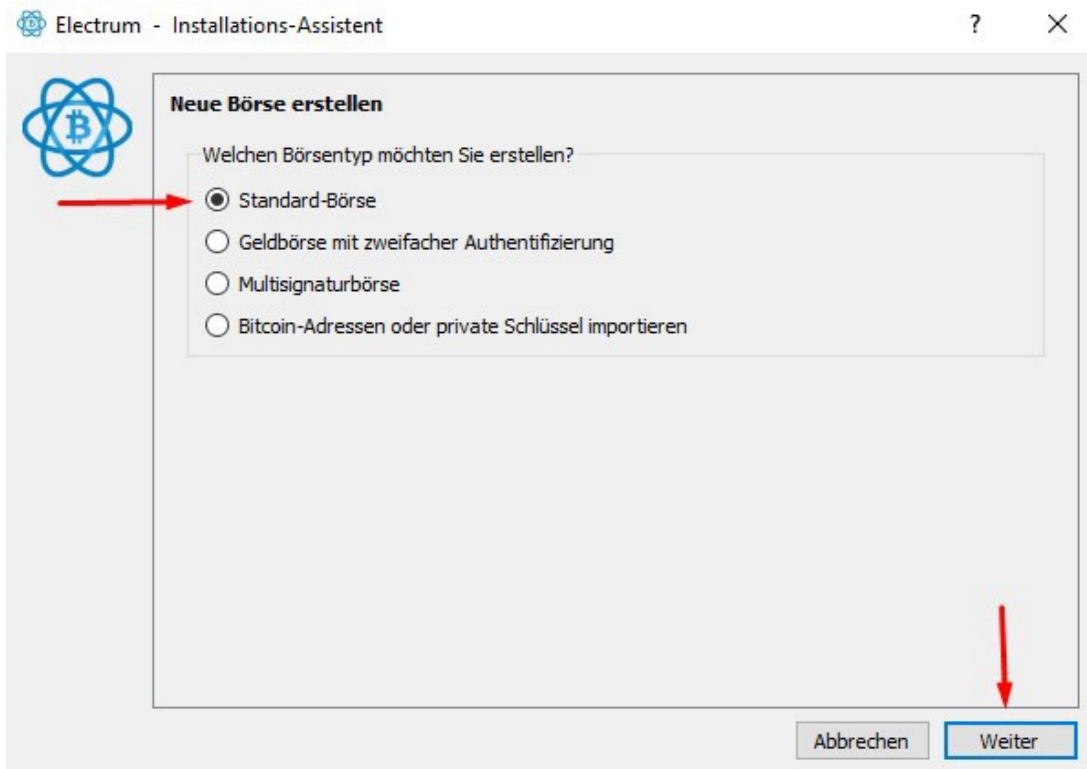 Electrum - Installations-Assistent
Neue Börse erstellen
Welchen Börsentyp möchten Sie erstellen?
Standard-Börse
Geldbörse mit zweifacher Authentifizierung
Multisignaturbörse
Bitcoin-Adressen oder private Schlüssel importieren
Abbrechen Weiter